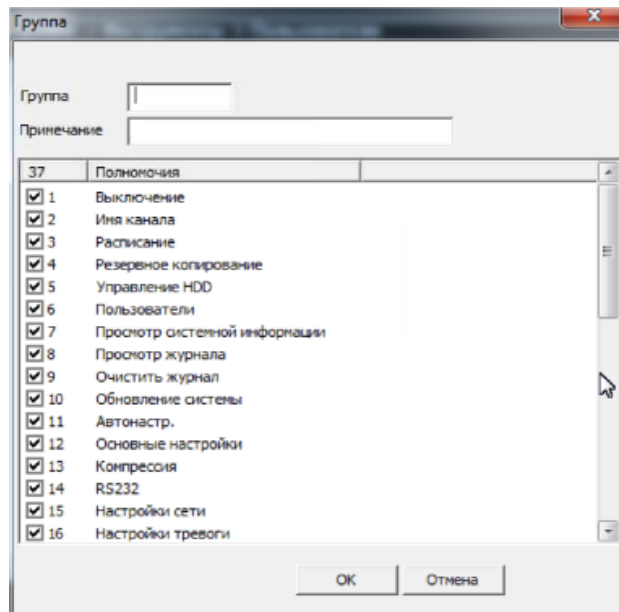 Группа
Группа
Примечание
37 Полномочия
1 Выключение
2 Имя канала
3 Расписание
4 Резервное копирование
5 Управление HDD
6 Пользователи
7 Просмотр системной информации
8 Просмотр журнала
9 Очистить журнал
10 Обновление системы
11 Автонастр.
12 Основные настройки
13 Компрессия
14 RS232
15 Настройки сети
16 Настройки тревоги
OK Отмена